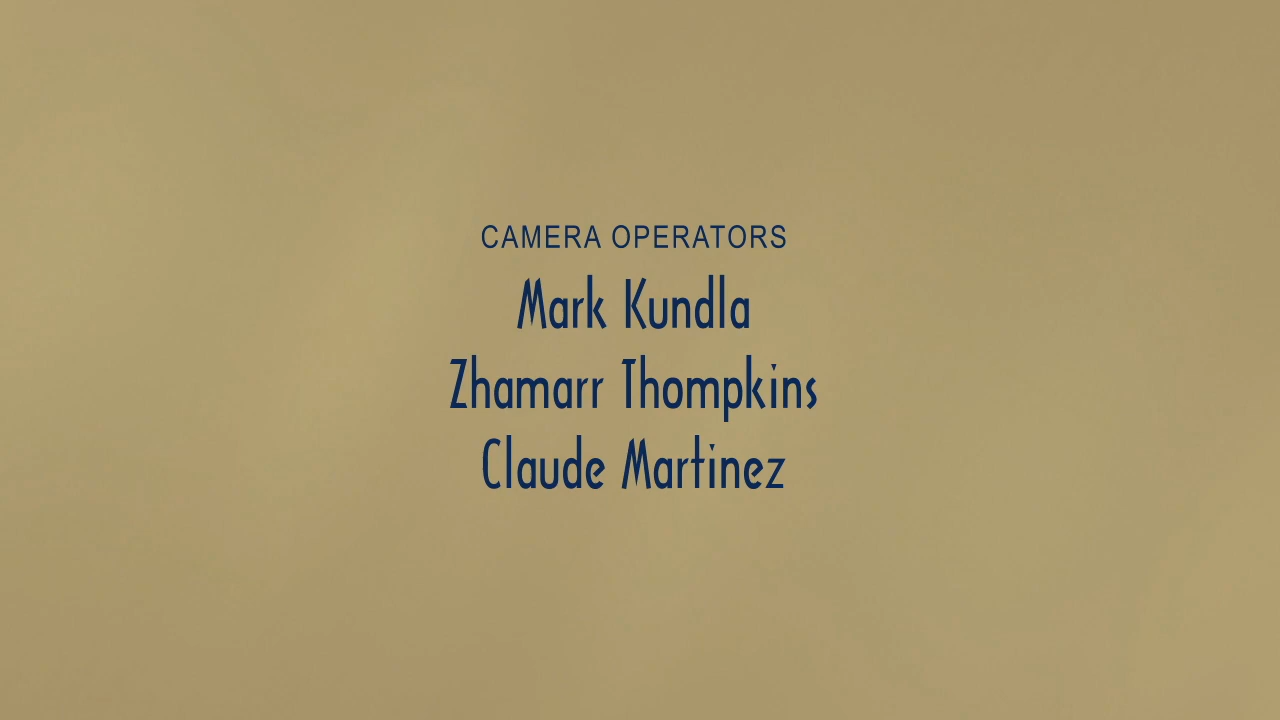 CAMERA OPERATORS
Mark Kundla
Zhamarr Thompkins
Claude Martinez